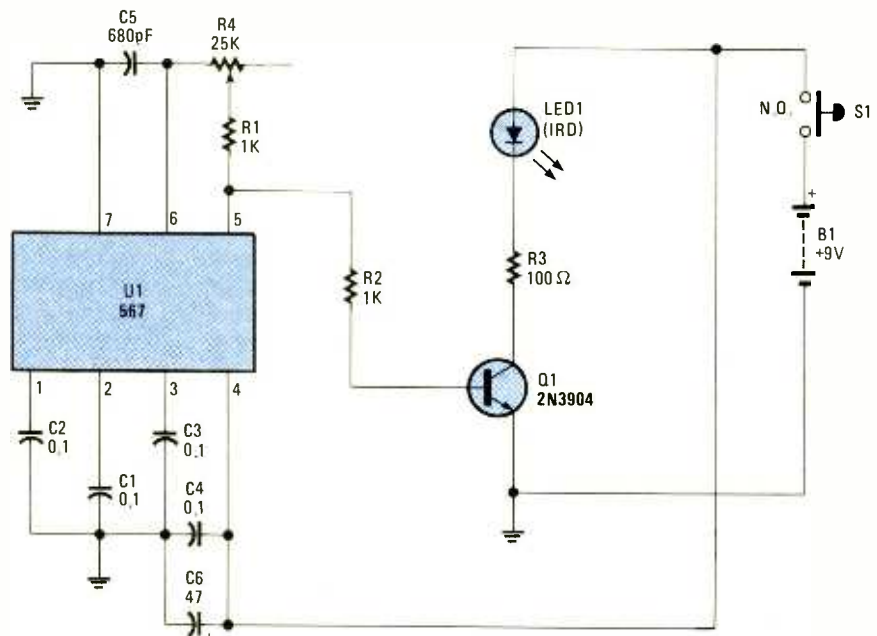 C5
680pF
R4
25K
R1
1K
LED1
(IRD)
N.O.
S1
+
B1
+9V
7
6
5
U1
567
R2
1K
R3
100Ω
Q1
2N3904
1
2
3
4
C2
0,1
C1
0,1
C3
0,1
C4
0,1
C6
47
+